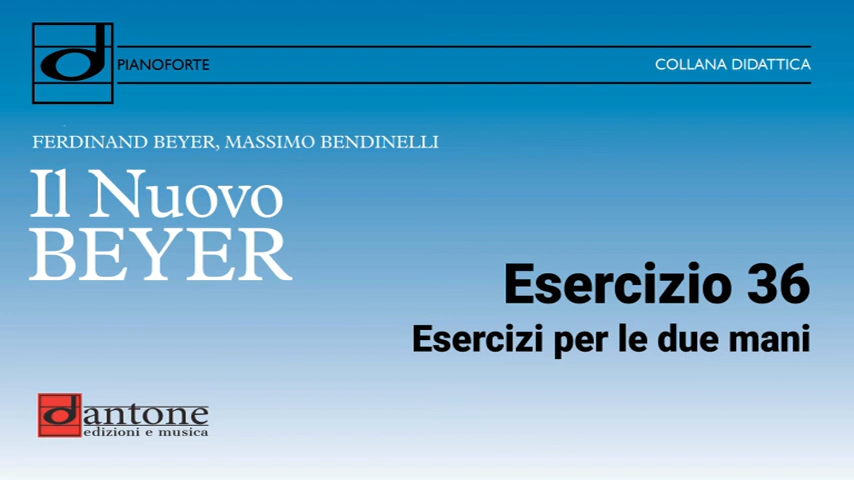 PIANOFORTE
COLLANA DIDATTICA
FERDINAND BEYER, MASSIMO BENDINELLI
Il Nuovo
BEYER
Esercizio 36
Esercizi per le due mani
dantone
edizioni e musica